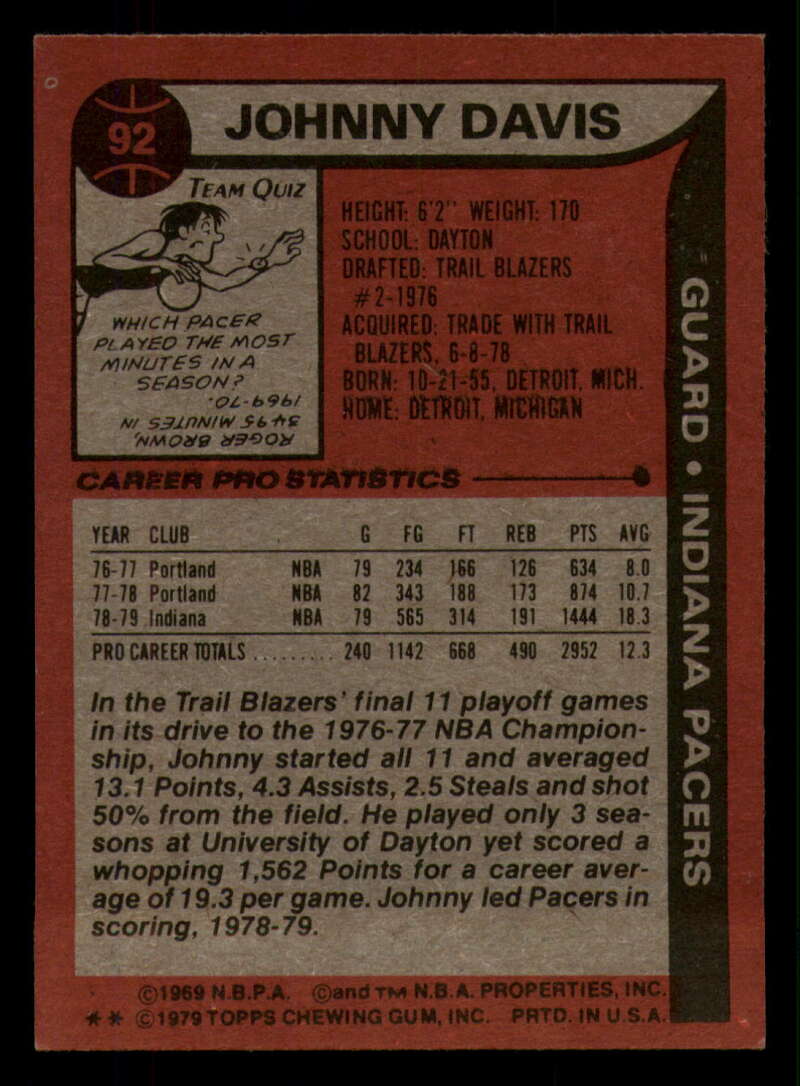 92
JOHNNY DAVIS
TEAM QUIZ
WHICH PACER
PLAYED THE MOST
MINUTES IN A
SEASON?
ROGER BROWN,
3495 MINUTES IN
1969-70.
HEIGHT: 6'2" WEIGHT: 170
SCHOOL: DAYTON
DRAFTED: TRAIL BLAZERS
#2-1976
ACQUIRED: TRADE WITH TRAIL
BLAZERS, 6-8-78
BORN: 10-21-55, DETROIT, MICH.
HOME: DETROIT, MICHIGAN
GUARD • INDIANA PACERS
CAREER PRO STATISTICS
YEAR CLUB G FG FT REB PTS AVG
76-77 Portland NBA 79 234 166 126 634 8.0
77-78 Portland NBA 82 343 188 173 874 10.7
78-79 Indiana NBA 79 565 314 191 1444 18.3
PRO CAREER TOTALS .......... 240 1142 668 490 2952 12.3
In the Trail Blazers' final 11 playoff games
in its drive to the 1976-77 NBA Champion-
ship, Johnny started all 11 and averaged
13.1 Points, 4.3 Assists, 2.5 Steals and shot
50% from the field. He played only 3 sea-
sons at University of Dayton yet scored a
whopping 1,562 Points for a career aver-
age of 19.3 per game. Johnny led Pacers in
scoring, 1978-79.
©1969 N.B.P.A. ©and TM N.B.A. PROPERTIES, INC.
** ©1979 TOPPS CHEWING GUM, INC. PRTD. IN U.S.A.